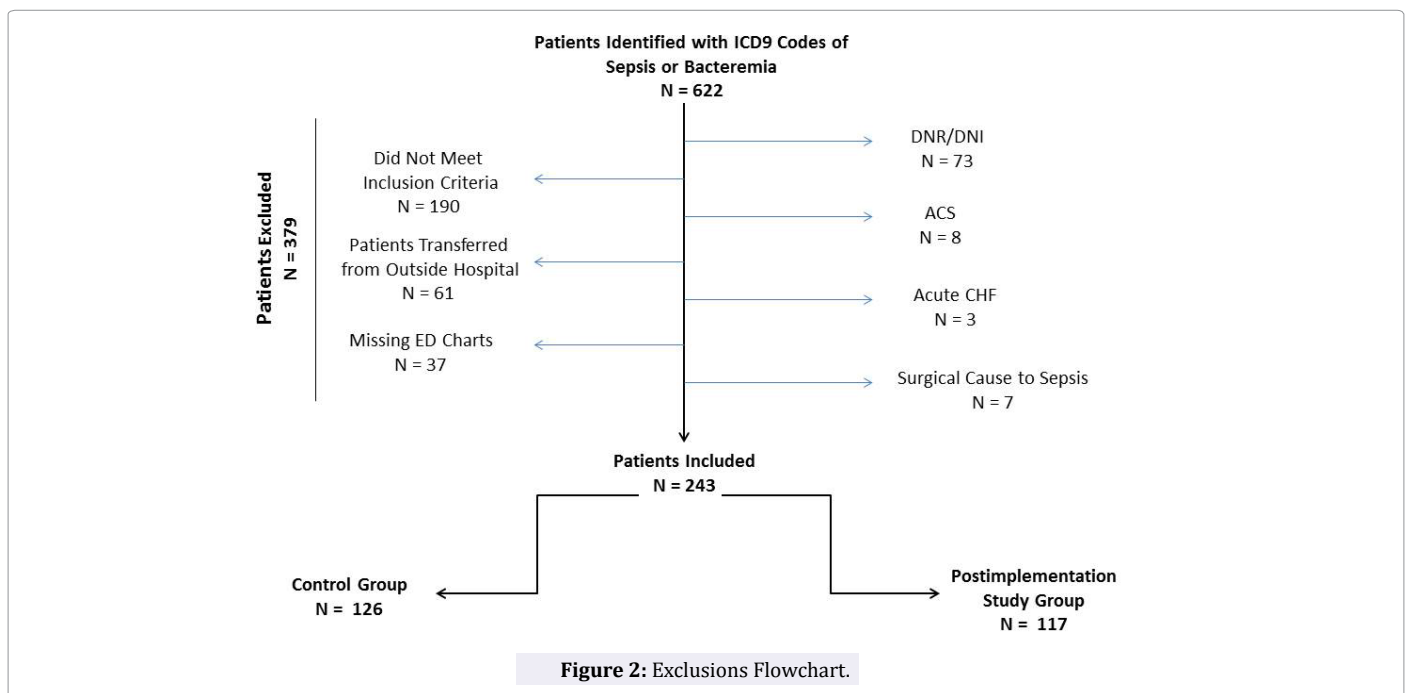 Patients Identified with ICD9 Codes of
Sepsis or Bacteremia
N = 622
Patients Excluded
N = 379
Did Not Meet
Inclusion Criteria
N = 190
Patients Transferred
from Outside Hospital
N = 61
Missing ED Charts
N = 37
DNR/DNI
N = 73
ACS
N = 8
Acute CHF
N = 3
Surgical Cause to Sepsis
N = 7
Patients Included
N = 243
Control Group
N = 126
Postimplementation
Study Group
N = 117
Figure 2: Exclusions Flowchart.